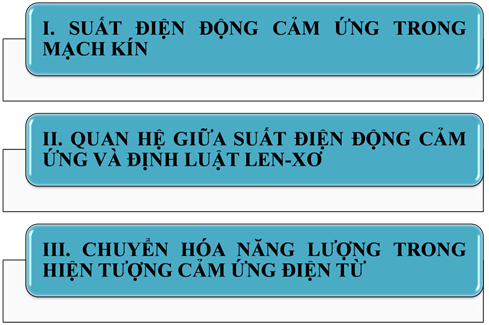 I. SUẤT ĐIỆN ĐỘNG CẢM ỨNG TRONG
MẠCH KÍN
II. QUAN HỆ GIỮA SUẤT ĐIỆN ĐỘNG CẢM
ỨNG VÀ ĐỊNH LUẬT LEN-XƠ
III. CHUYỂN HÓA NĂNG LƯỢNG TRONG
HIỆN TƯỢNG CẢM ỨNG ĐIỆN TỪ